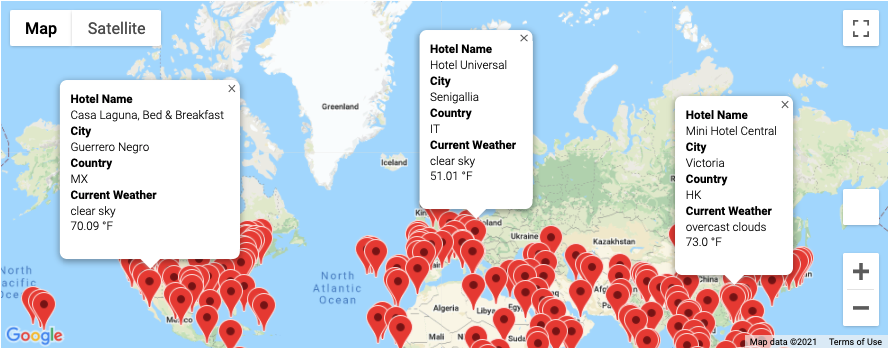 Map
Satellite
Hotel Name
Casa Laguna, Bed & Breakfast
City
Guerrero Negro
Country
MX
Current Weather
clear sky
70.09 °F
Hotel Name
Hotel Universal
City
Senigallia
Country
IT
Current Weather
clear sky
51.01 °F
Hotel Name
Mini Hotel Central
City
Victoria
Country
HK
Current Weather
overcast clouds
73.0 °F
Greenland
Iceland
Ukraine
Kazakhstan
North
Atlantic
Ocean
Algeria
Libya
Mali
China
Mexico
Google
Map data ©2021
Terms of Use